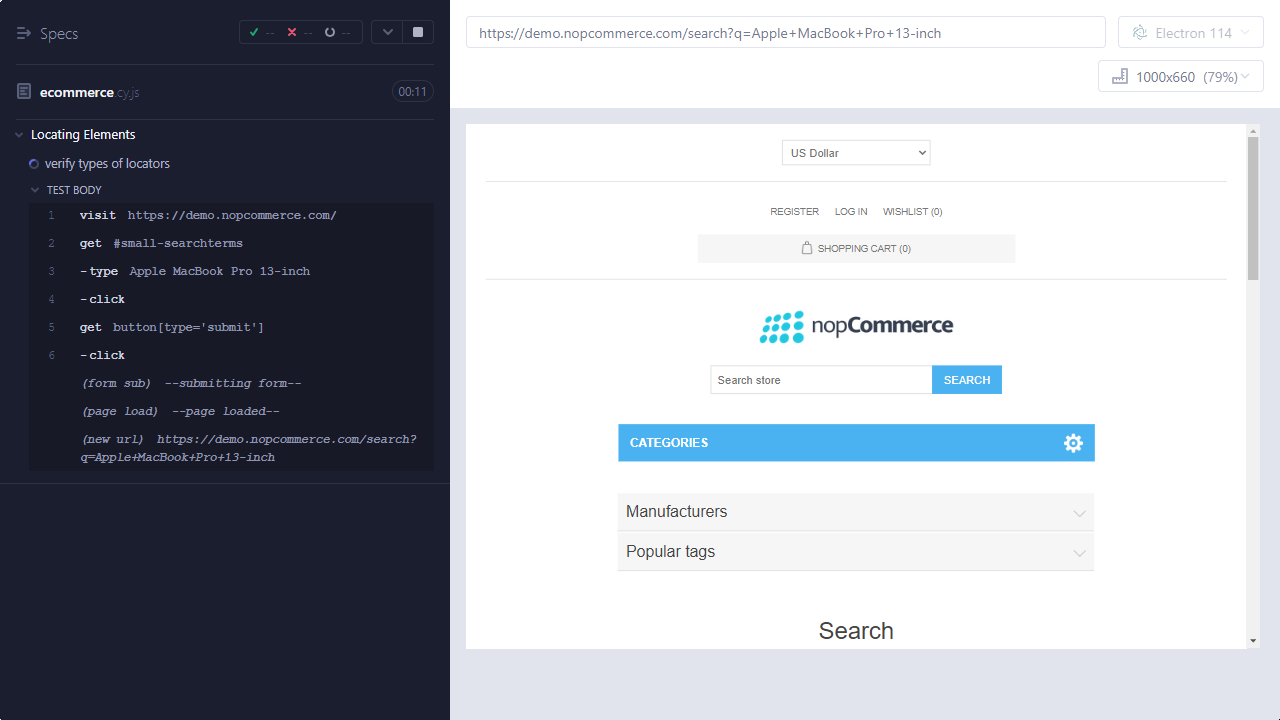 Specs
-- -- --
ecommerce.cy.js 00:11
Locating Elements
verify types of locators
TEST BODY
1 visit https://demo.nopcommerce.com/
2 get #small-searchterms
3 -type Apple MacBook Pro 13-inch
4 -click
5 get button[type='submit']
6 -click
(form sub) --submitting form--
(page load) --page loaded--
(new url) https://demo.nopcommerce.com/search?
q=Apple+MacBook+Pro+13-inch
https://demo.nopcommerce.com/search?q=Apple+MacBook+Pro+13-inch
Electron 114
1000x660 (79%)
US Dollar
REGISTER LOG IN WISHLIST (0)
SHOPPING CART (0)
nopCommerce
Search store SEARCH
CATEGORIES
Manufacturers
Popular tags
Search